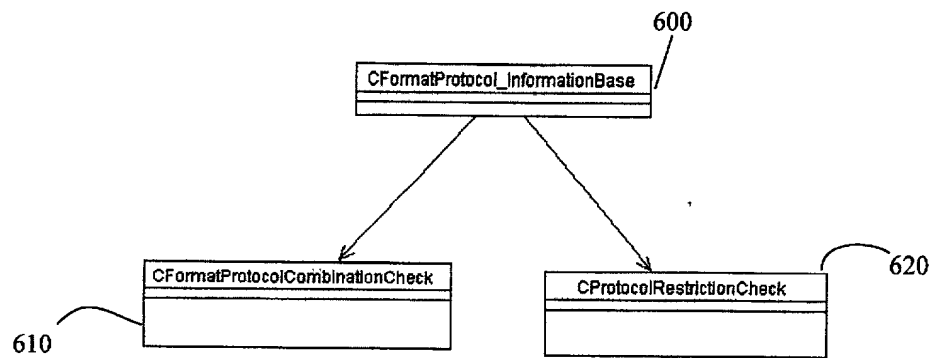 600
CFormatProtocol_InformationBase
CFormatProtocolCombinationCheck
CProtocolRestrictionCheck
620
610